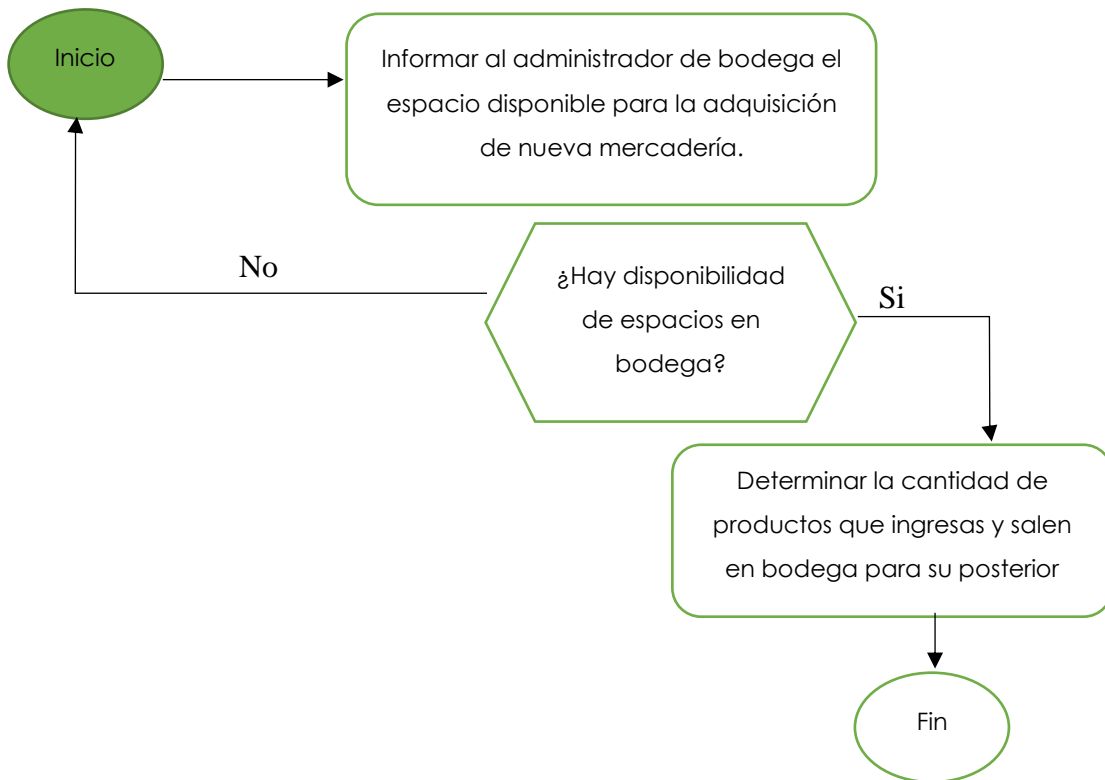 Inicio
Informar al administrador de bodega el
espacio disponible para la adquisición
de nueva mercadería.
No
¿Hay disponibilidad
de espacios en
bodega?
Si
Determinar la cantidad de
productos que ingresas y salen
en bodega para su posterior
Fin